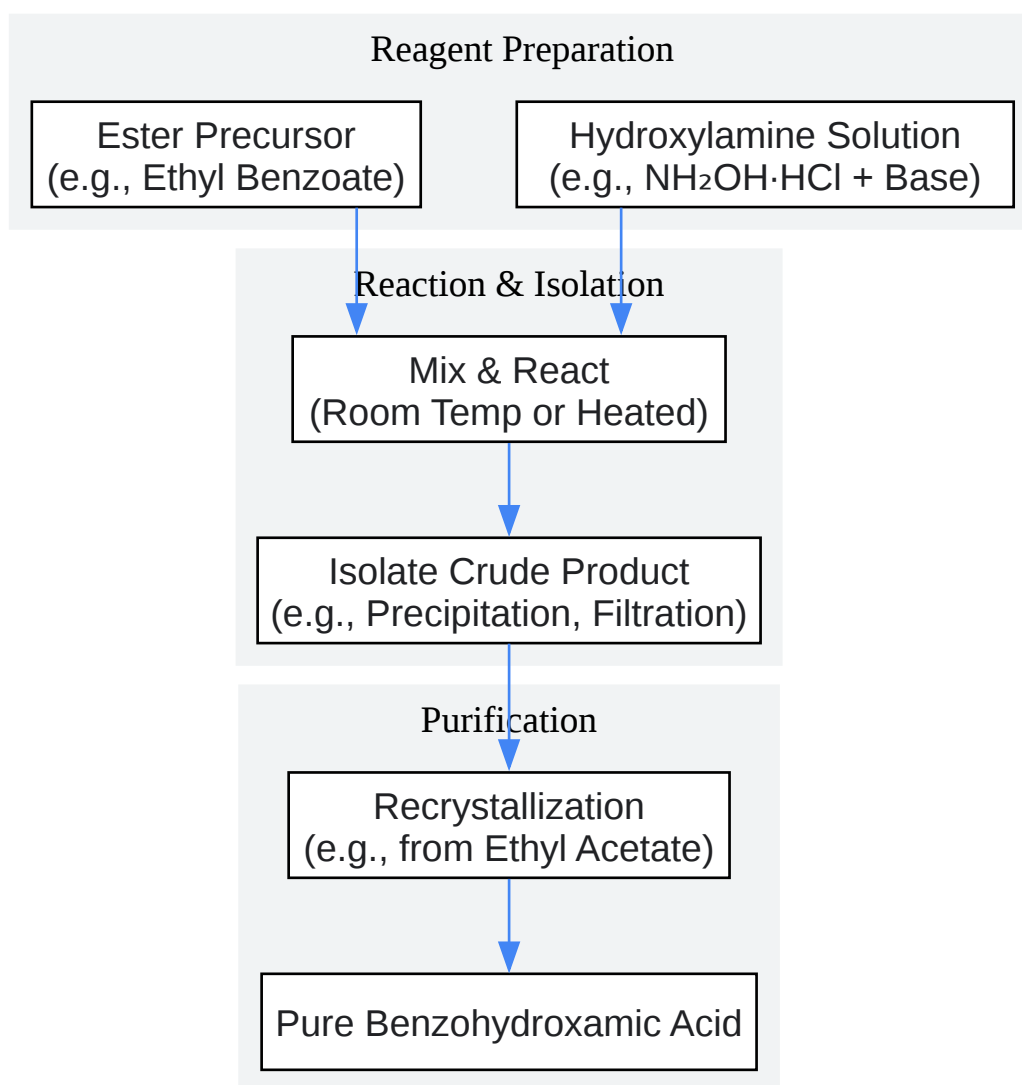 Reagent Preparation
Ester Precursor
(e.g., Ethyl Benzoate)
Hydroxylamine Solution
(e.g., NH₂OH·HCl + Base)
Reaction & Isolation
Mix & React
(Room Temp or Heated)
Isolate Crude Product
(e.g., Precipitation, Filtration)
Purification
Recrystallization
(e.g., from Ethyl Acetate)
Pure Benzohydroxamic Acid